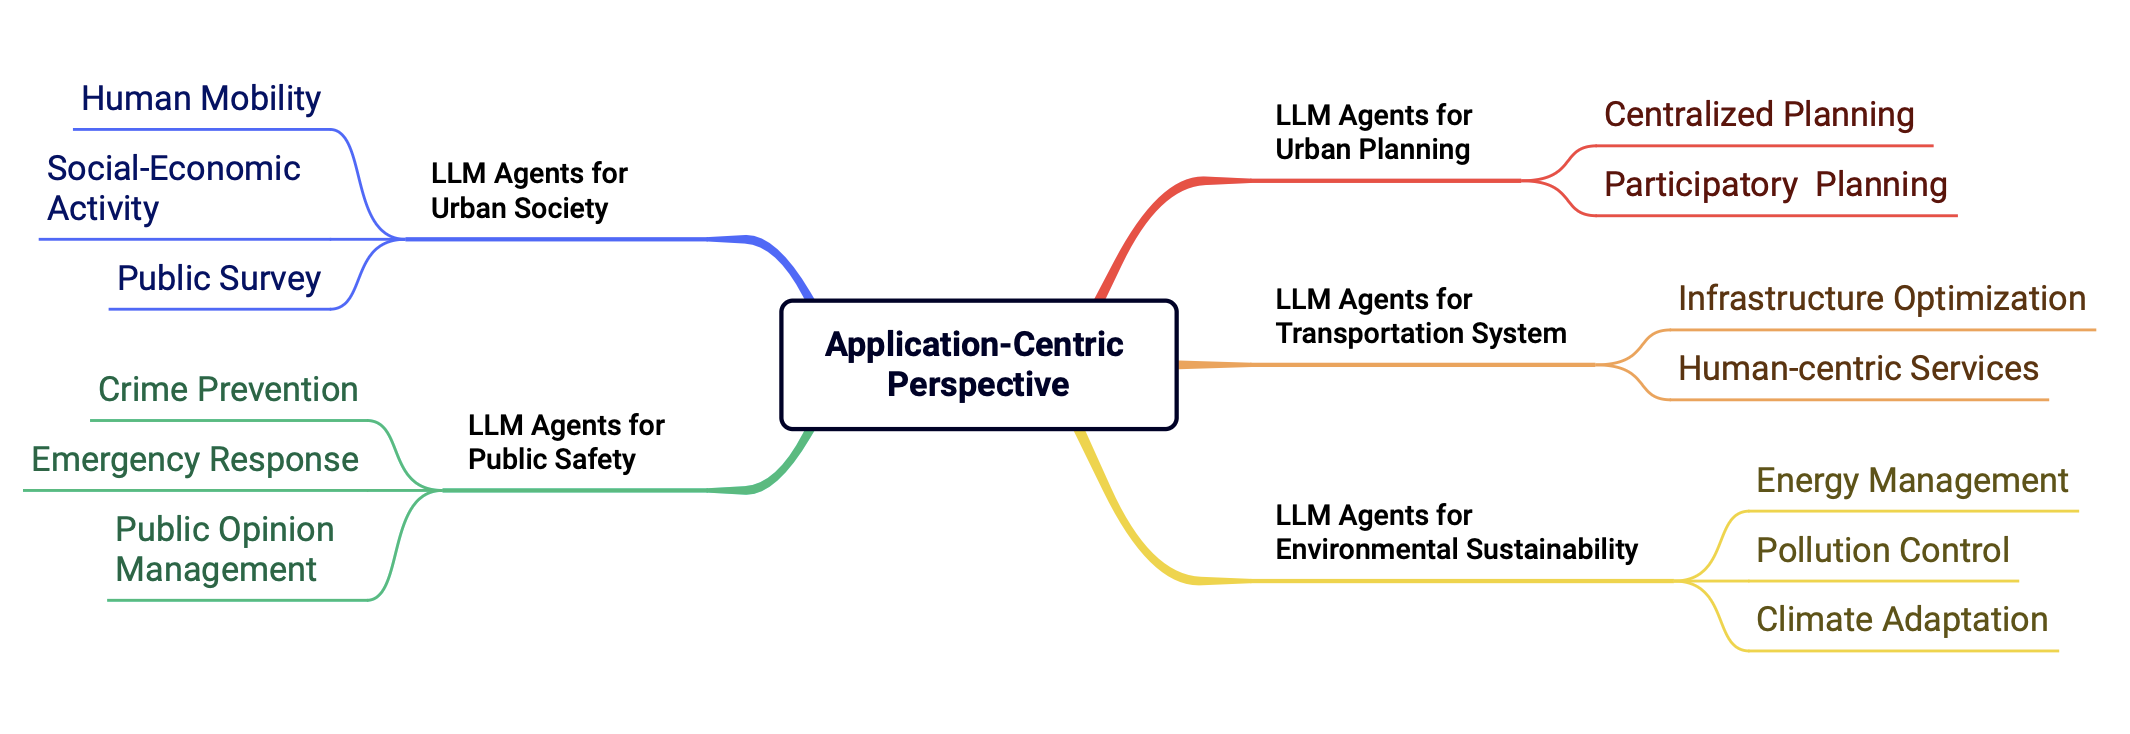 Human Mobility
Social-Economic
Activity
Public Survey
LLM Agents for
Urban Society
Crime Prevention
Emergency Response
Public Opinion
Management
LLM Agents for
Public Safety
Application-Centric
Perspective
LLM Agents for
Urban Planning
Centralized Planning
Participatory  Planning
LLM Agents for
Transportation System
Infrastructure Optimization
Human-centric Services
LLM Agents for
Environmental Sustainability
Energy Management
Pollution Control
Climate Adaptation